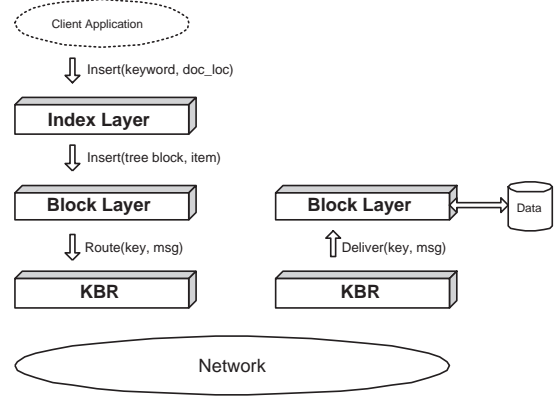 Client Application
Insert(keyword, doc_loc)
Index Layer
Insert(tree block, item)
Block Layer
Block Layer
Data
Route(key, msg)
Deliver(key, msg)
KBR
KBR
Network